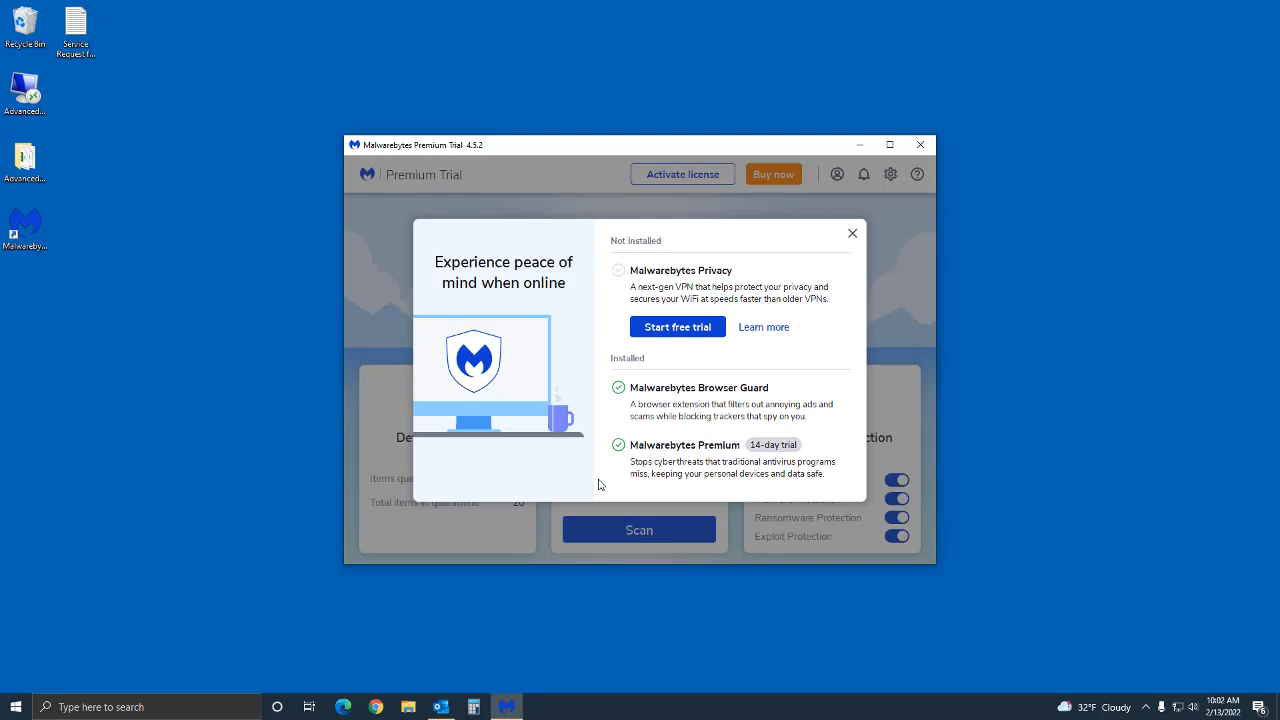 Recycle Bin
Service
Request f...
Advanced...
Advanced...
Malwareby...
Malwarebytes Premium Trial 4.5.2
Premium Trial
Activate license
Buy now
Experience peace of
mind when online
Not installed
Malwarebytes Privacy
A next-gen VPN that helps protect your privacy and
secures your WiFi at speeds faster than older VPNs.
Start free trial
Learn more
Installed
Malwarebytes Browser Guard
A browser extension that filters out annoying ads and
scams while blocking trackers that spy on you.
Malwarebytes Premium 14-day trial
Stops cyberthreats that traditional antivirus programs
miss, keeping your personal devices and data safe.
Total items in quarantine
Scan
Ransomware Protection
Exploit Protection
Type here to search
32°F Cloudy
10:02 AM
2/13/2022
6